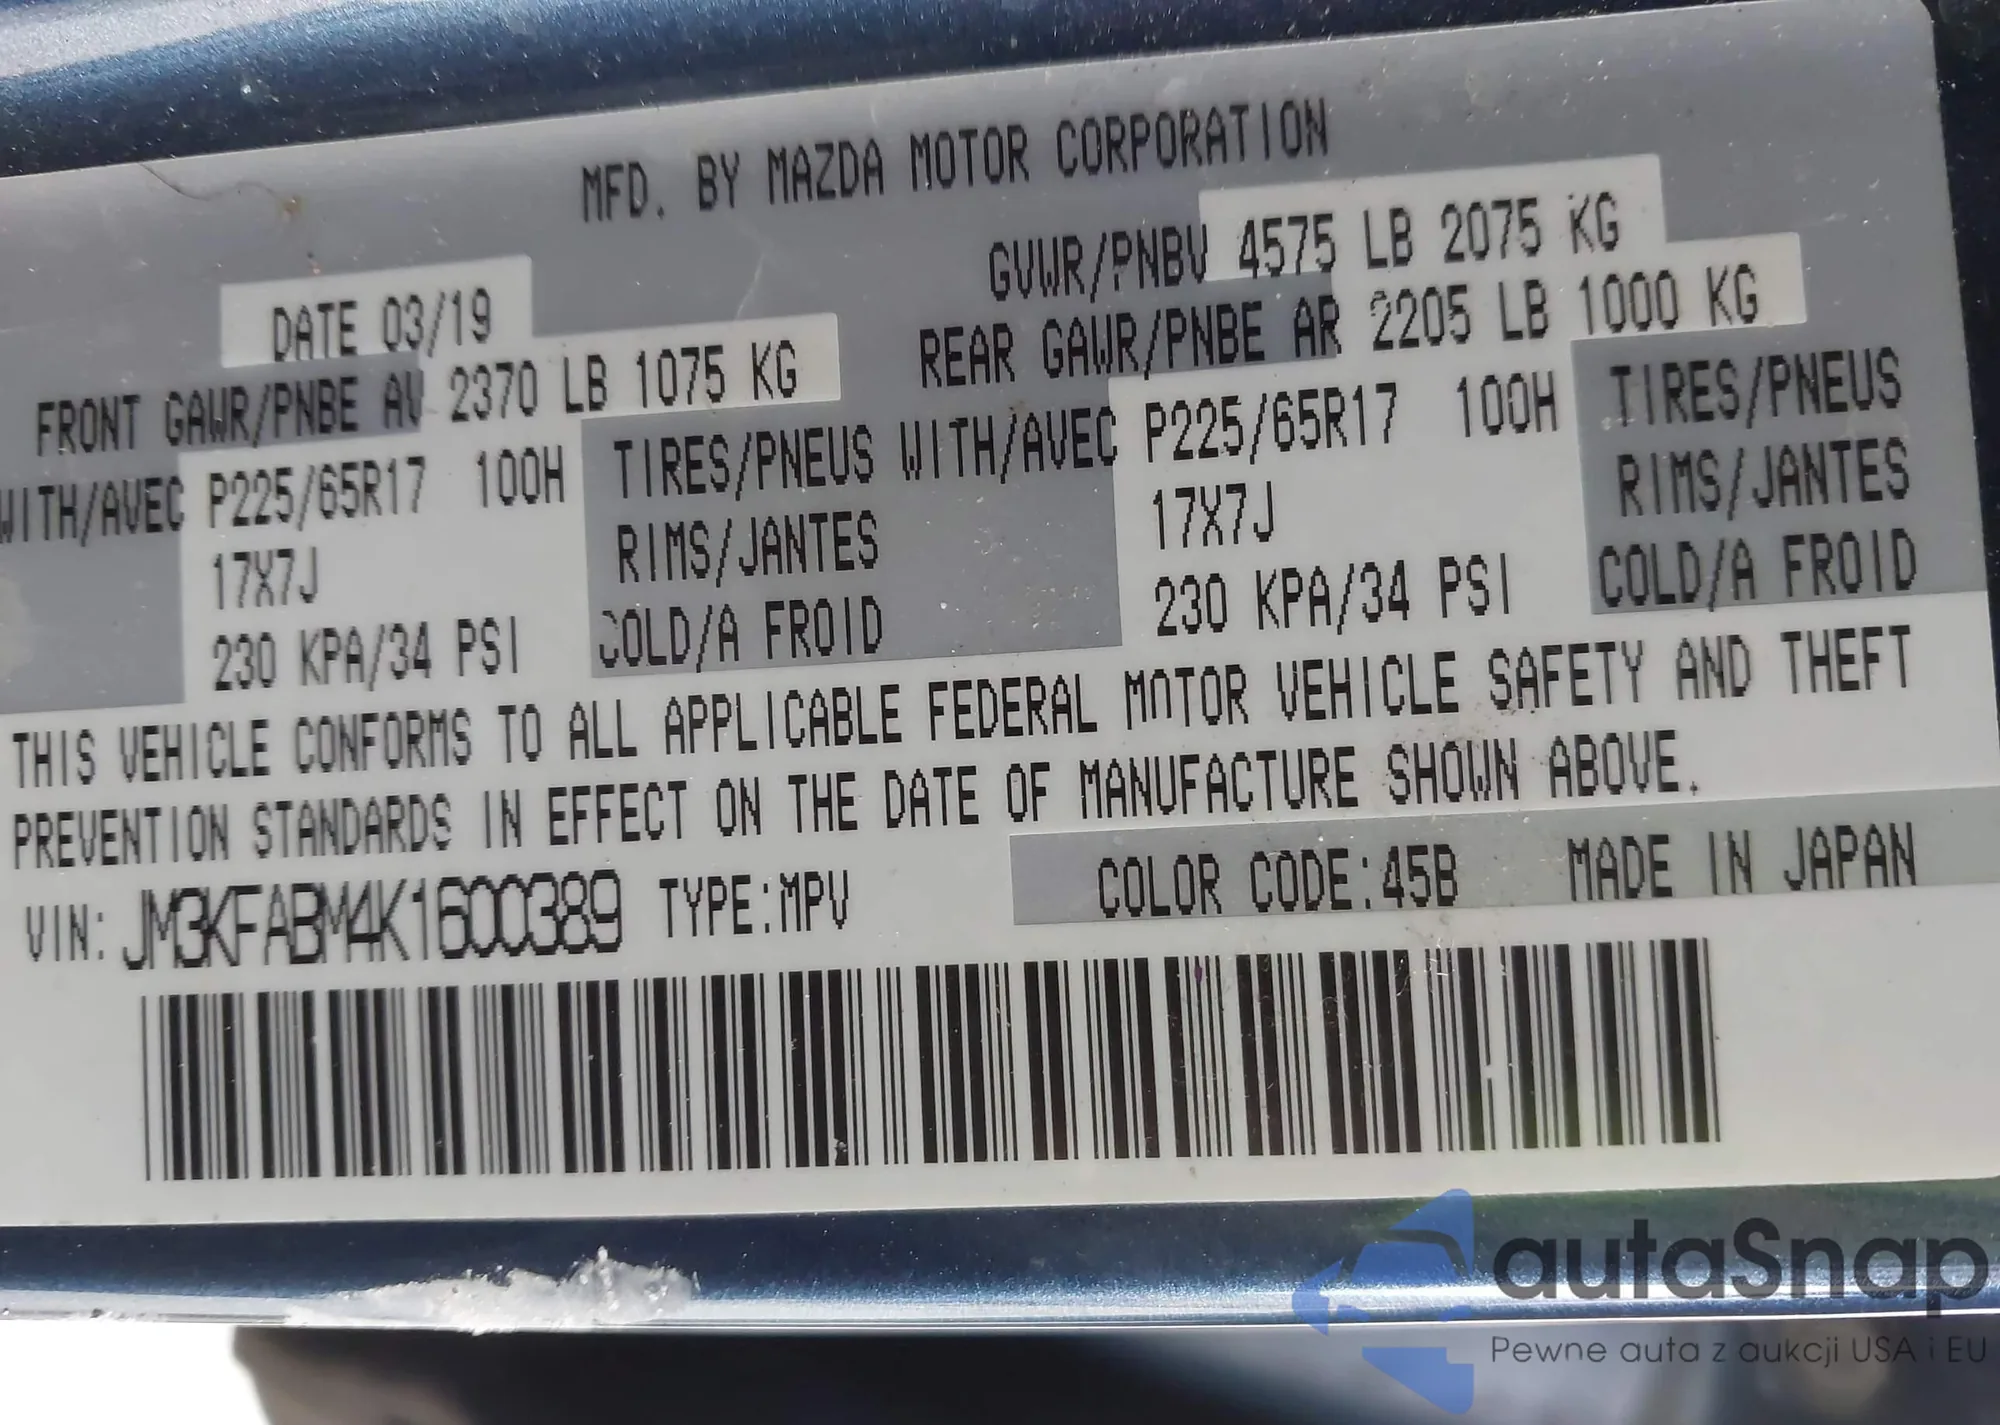 MFD. BY MAZDA MOTOR CORPORATION
DATE 03/19
GVWR/PNBV 4575 LB 2075 KG
FRONT GAWR/PNBE AV 2370 LB 1075 KG
REAR GAWR/PNBE AR 2205 LB 1000 KG
WITH/AVEC P225/65R17 100H TIRES/PNEUS
WITH/AVEC P225/65R17 100H TIRES/PNEUS
17X7J RIMS/JANTES
17X7J RIMS/JANTES
230 KPA/34 PSI COLD/A FROID
230 KPA/34 PSI COLD/A FROID
THIS VEHICLE CONFORMS TO ALL APPLICABLE FEDERAL MOTOR VEHICLE SAFETY AND THEFT
PREVENTION STANDARDS IN EFFECT ON THE DATE OF MANUFACTURE SHOWN ABOVE.
VIN: JM3KFABM4K1600389 TYPE:MPV COLOR CODE:45B MADE IN JAPAN
autaSnap
Pewne auta z aukcji USA i EU